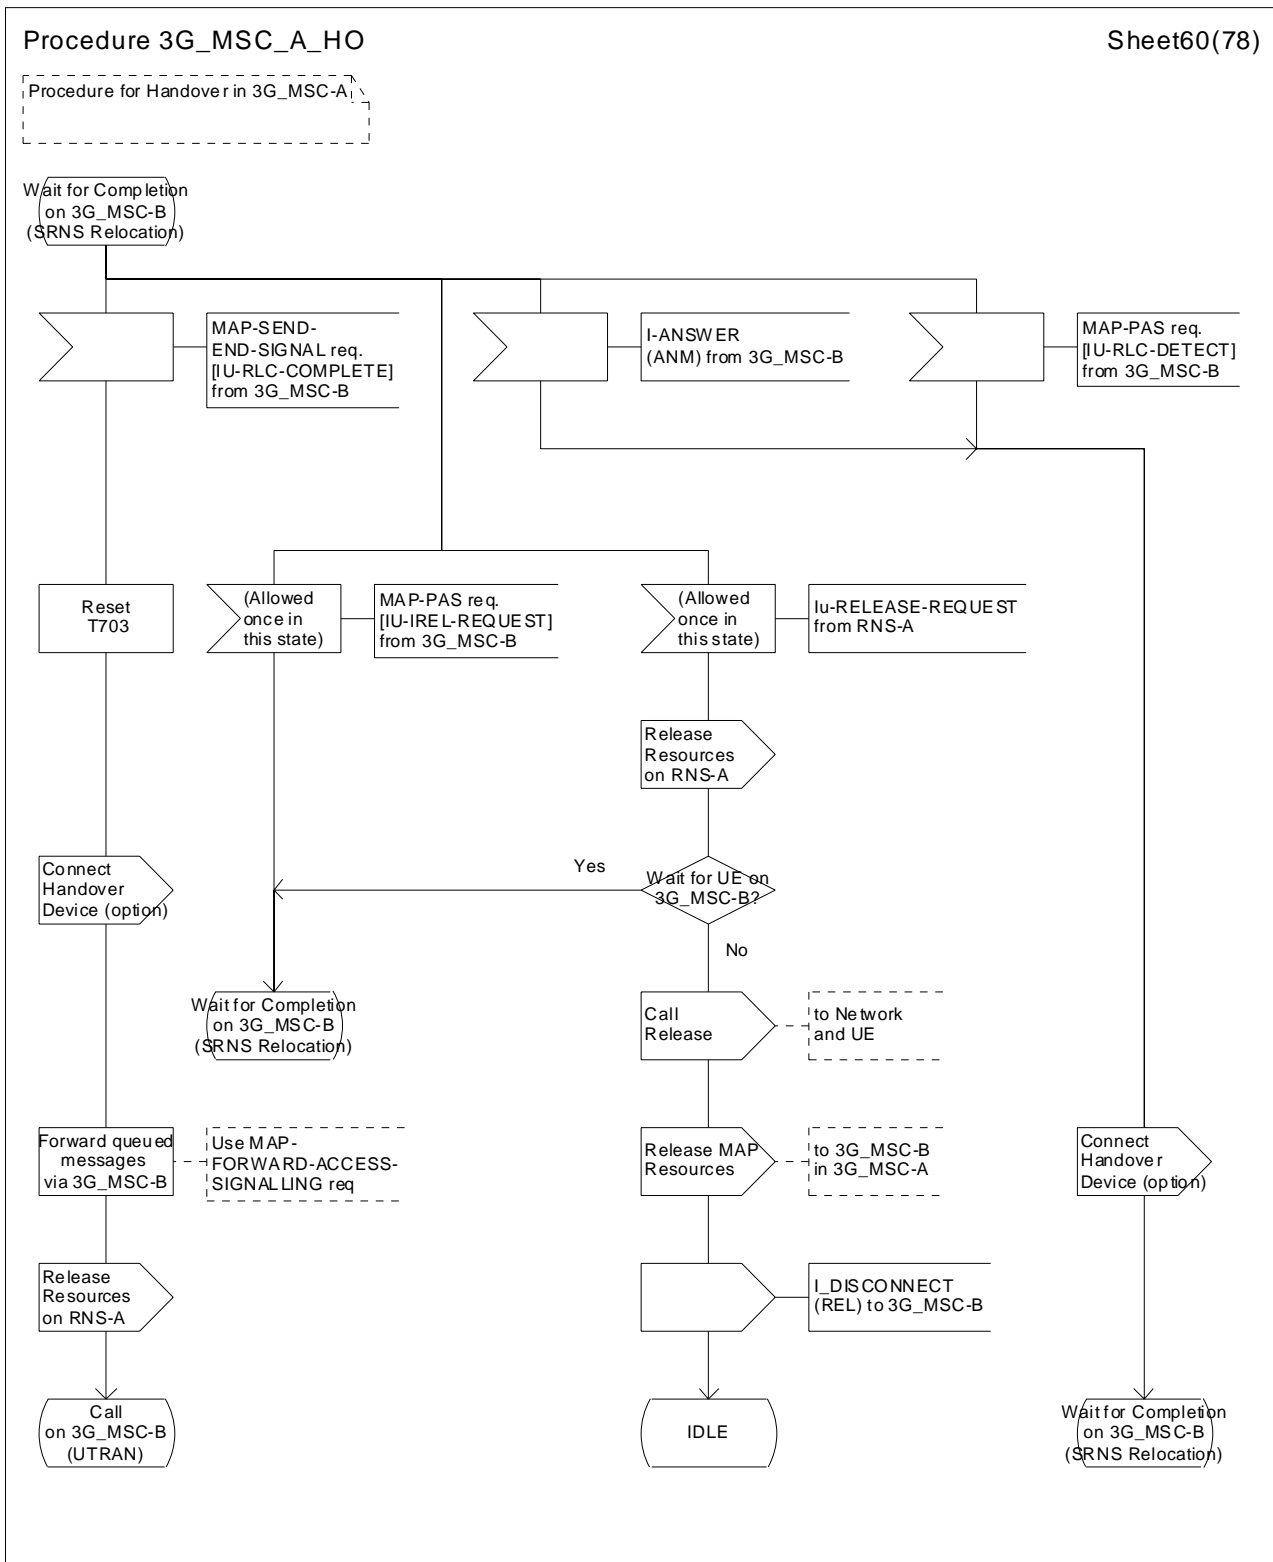 Procedure 3G_MSC_A_HO
Sheet60(78)
Procedure for Handover in 3G_MSC-A
Wait for Completion
on 3G_MSC-B
(SRNS Relocation)
MAP-SEND-
END-SIGNAL req.
[IU-RLC-COMPLETE]
from 3G_MSC-B
I-ANSWER
(ANM) from 3G_MSC-B
MAP-PAS req.
[IU-RLC-DETECT]
from 3G_MSC-B
Reset
T703
(Allowed
once in
this state)
MAP-PAS req.
[IU-IREL-REQUEST]
from 3G_MSC-B
(Allowed
once in
this state)
Iu-RELEASE-REQUEST
from RNS-A
Release
Resources
on RNS-A
Connect
Handover
Device (option)
Yes
Wait for UE on
3G_MSC-B?
No
Wait for Completion
on 3G_MSC-B
(SRNS Relocation)
Call
Release
to Network
and UE
Forward queued
messages
via 3G_MSC-B
Use MAP-
FORWARD-ACCESS-
SIGNALLING req
Release MAP
Resources
to 3G_MSC-B
in 3G_MSC-A
Connect
Handover
Device (option)
Release
Resources
on RNS-A
I_DISCONNECT
(REL) to 3G_MSC-B
Call
on 3G_MSC-B
(UTRAN)
IDLE
Wait for Completion
on 3G_MSC-B
(SRNS Relocation)